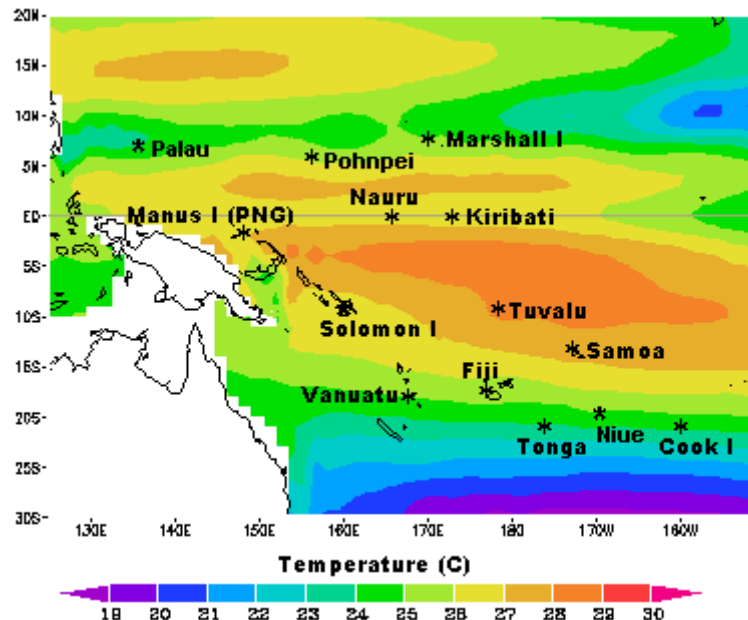 20N
15N
10N
Marshall I
Palau
Pohnpei
5N
Nauru
Manus I (PNG)
EQ
Kiribati
5S
Tuvalu
10S
Solomon I
Samoa
15S
Fiji
Vanuatu
20S
Niue
Tonga
Cook I
25S
30S
130E 140E 150E 160E 170E 180 170W 160W
Temperature (C)
19 20 21 22 23 24 25 26 27 28 29 30